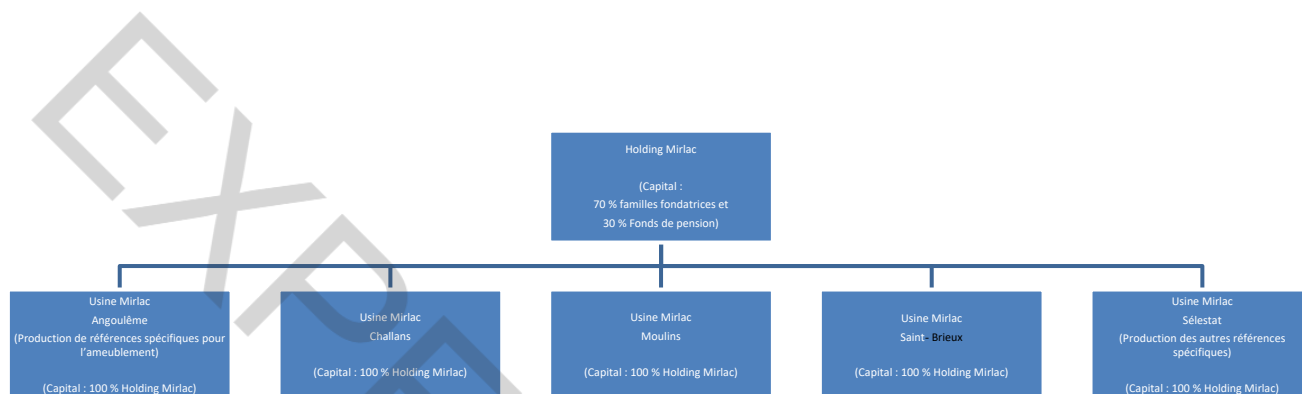 Holding Mirlac
(Capital :
70 % familles fondatrices et
30 % Fonds de pension)
Usine Mirlac
Angoulême
(Production de références spécifiques pour
l'ameublement)
(Capital : 100 % Holding Mirlac)
Usine Mirlac
Challans
(Capital : 100 % Holding Mirlac)
Usine Mirlac
Moulins
(Capital : 100 % Holding Mirlac)
Usine Mirlac
Saint- Brieux
(Capital : 100 % Holding Mirlac)
Usine Mirlac
Sélestat
(Production des autres références
spécifiques)
(Capital : 100 % Holding Mirlac)
EXPE